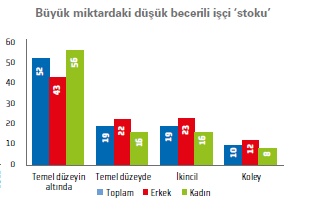 Büyük miktardaki düşük becerili işçi ‘stoku’
60
50
40
30
20
10
0
52
43
56
19
22
16
19
23
16
10
12
8
Temel düzeyin
altında
Temel düzeyde
İkincil
Koley
Toplam Erkek Kadın